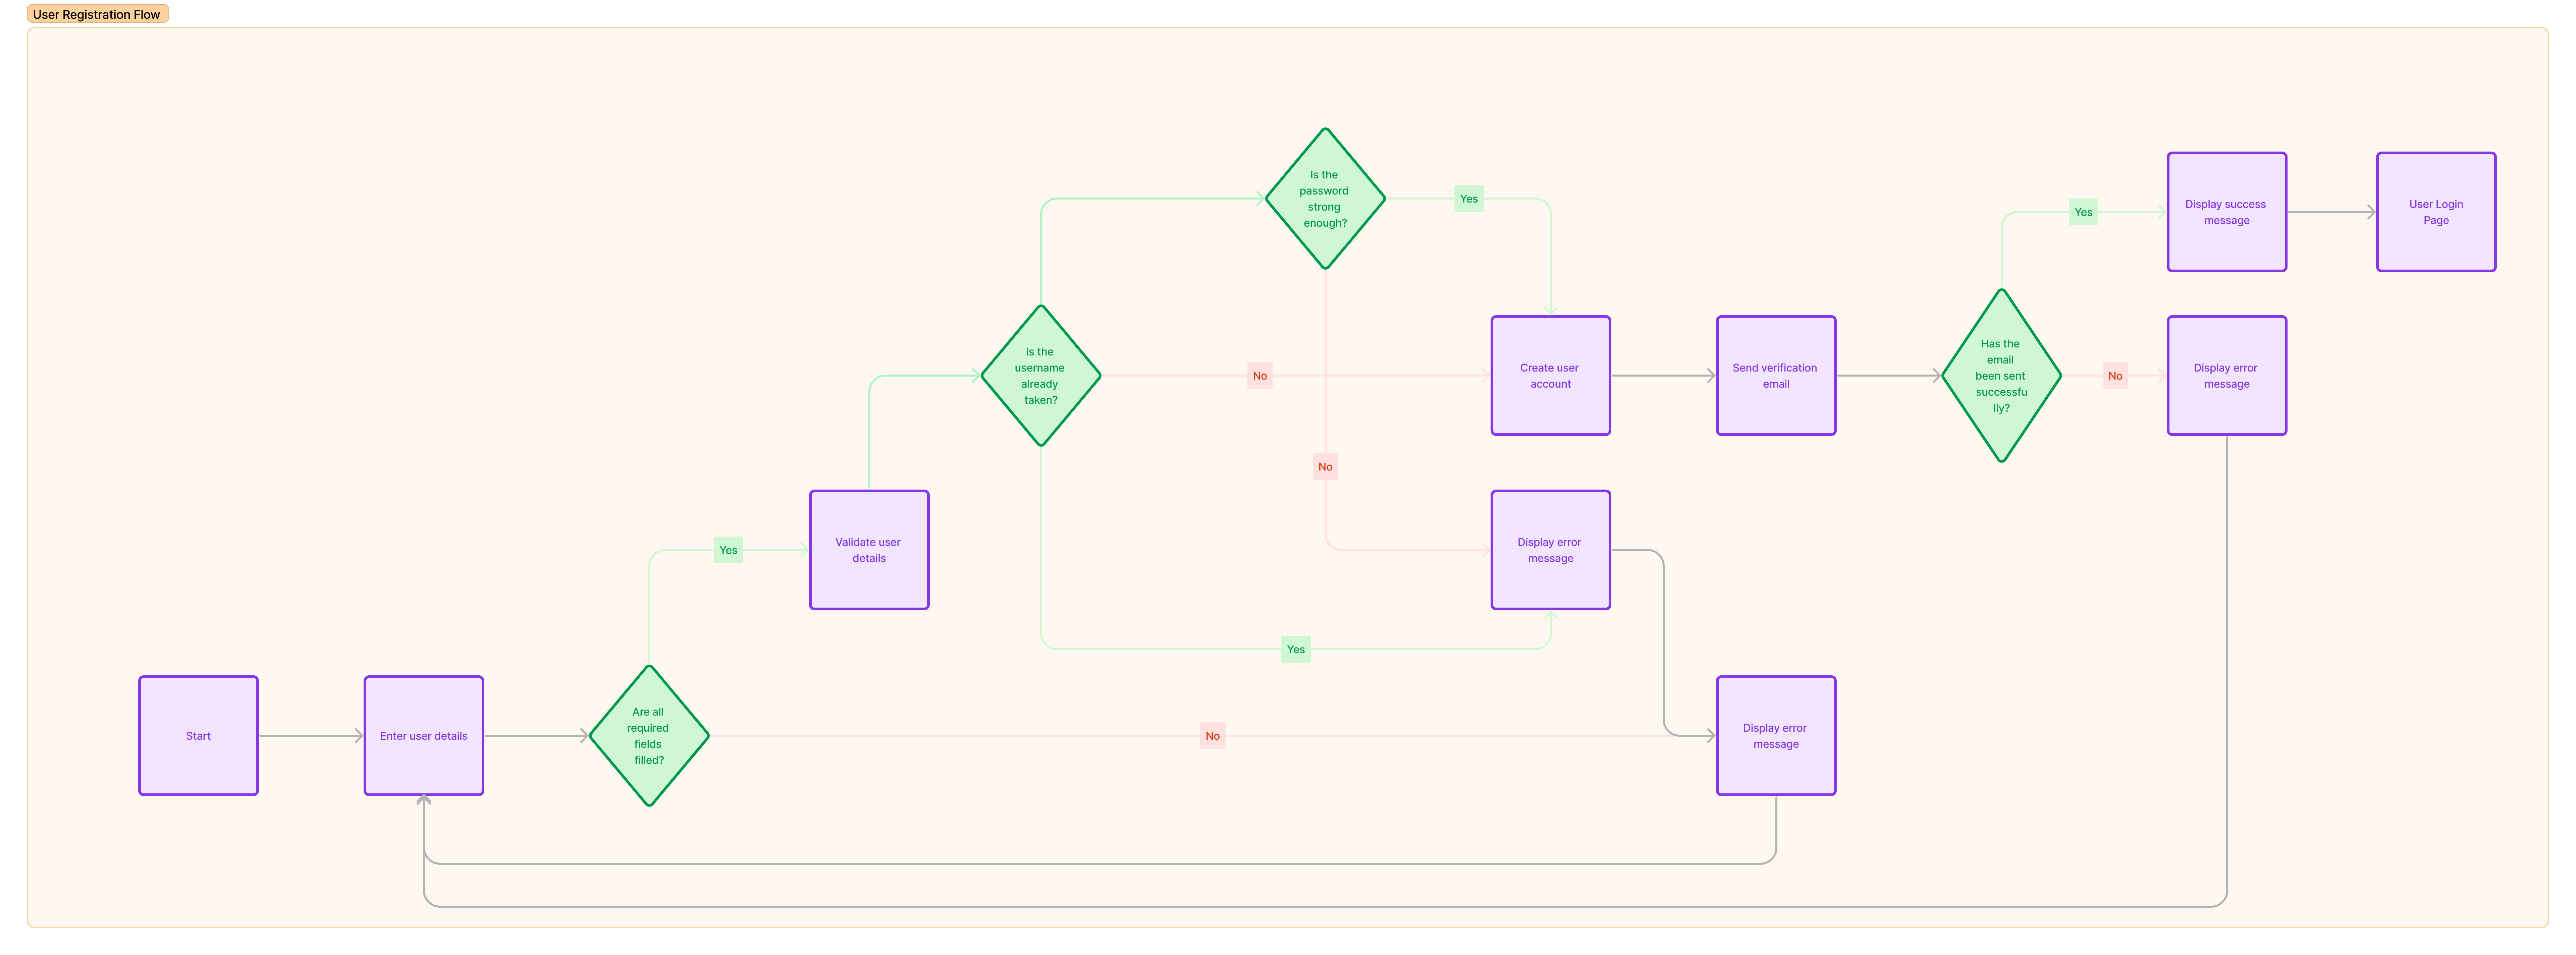 User Registration Flow
Is the
password
strong
enough?
Yes
Yes
Display success
message
User Login
Page
Is the
username
already
taken?
No
Create user
account
Send verification
email
Has the
email
been sent
successfu
lly?
No
Display error
message
No
Yes
Validate user
details
Display error
message
Yes
Start
Enter user details
Are all
required
fields
filled?
No
Display error
message